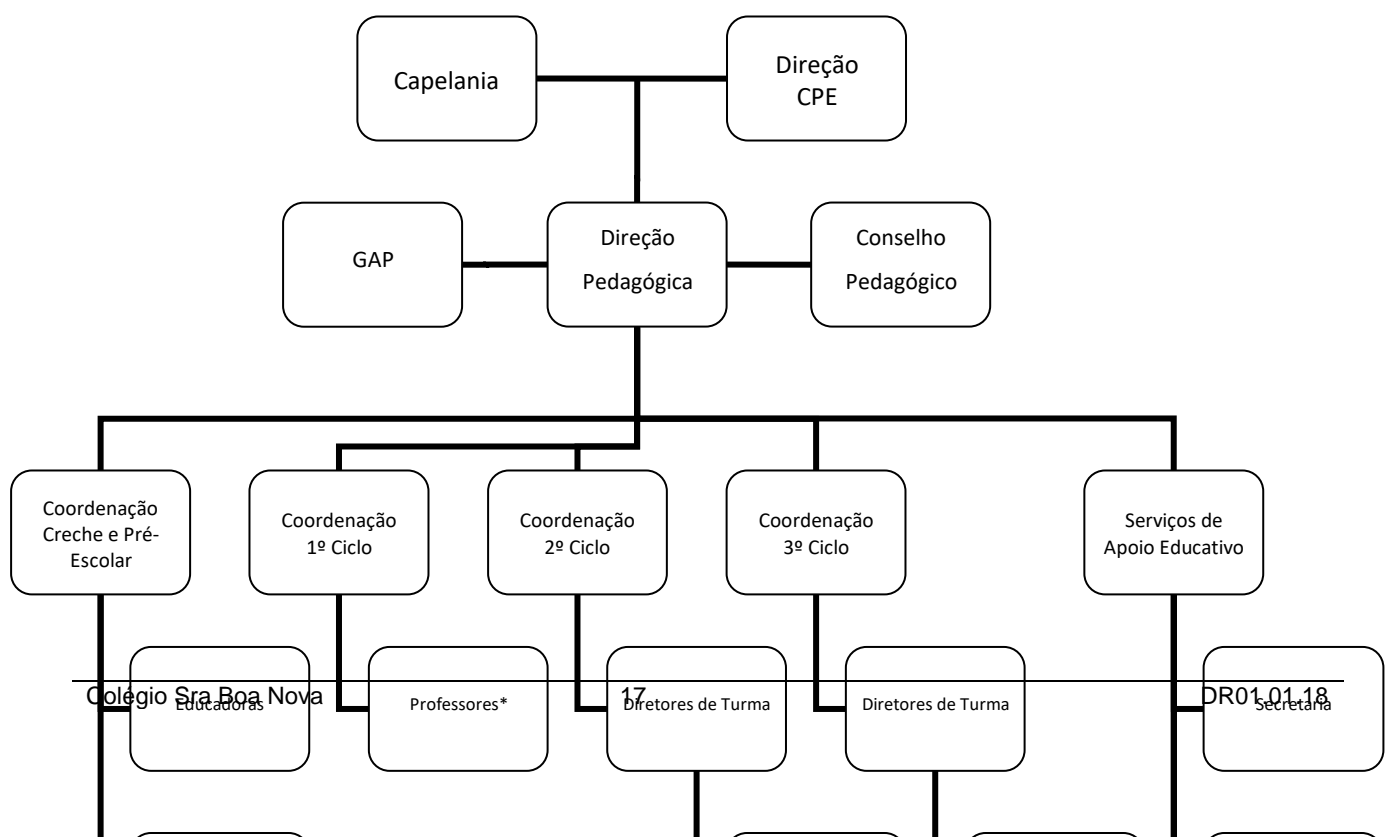 Capelania
Direção
CPE
GAP
Direção
Pedagógica
Conselho
Pedagógico
Coordenação
Creche e Pré-
Escolar
Coordenação
1º Ciclo
Coordenação
2º Ciclo
Coordenação
3º Ciclo
Serviços de
Apoio Educativo
Educadoras
Professores*
Diretores de Turma
Diretores de Turma
Secretaria
Colégio Sra Boa Nova
17
DR01.01.18